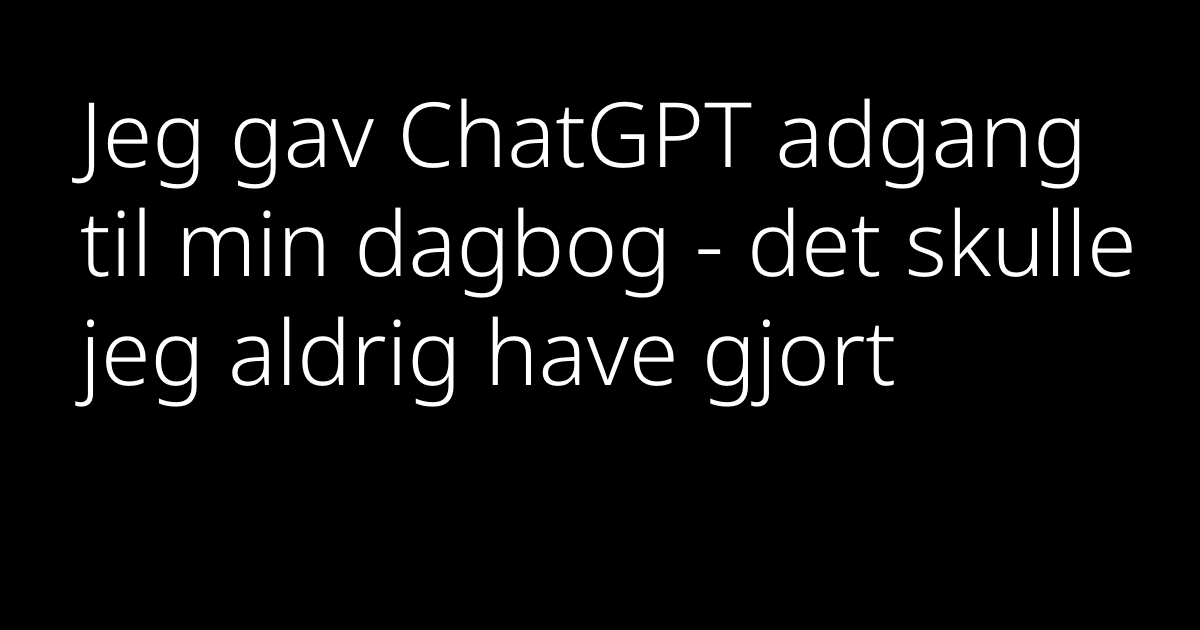 Jeg gav ChatGPT adgang
til min dagbog - det skulle
jeg aldrig have gjort